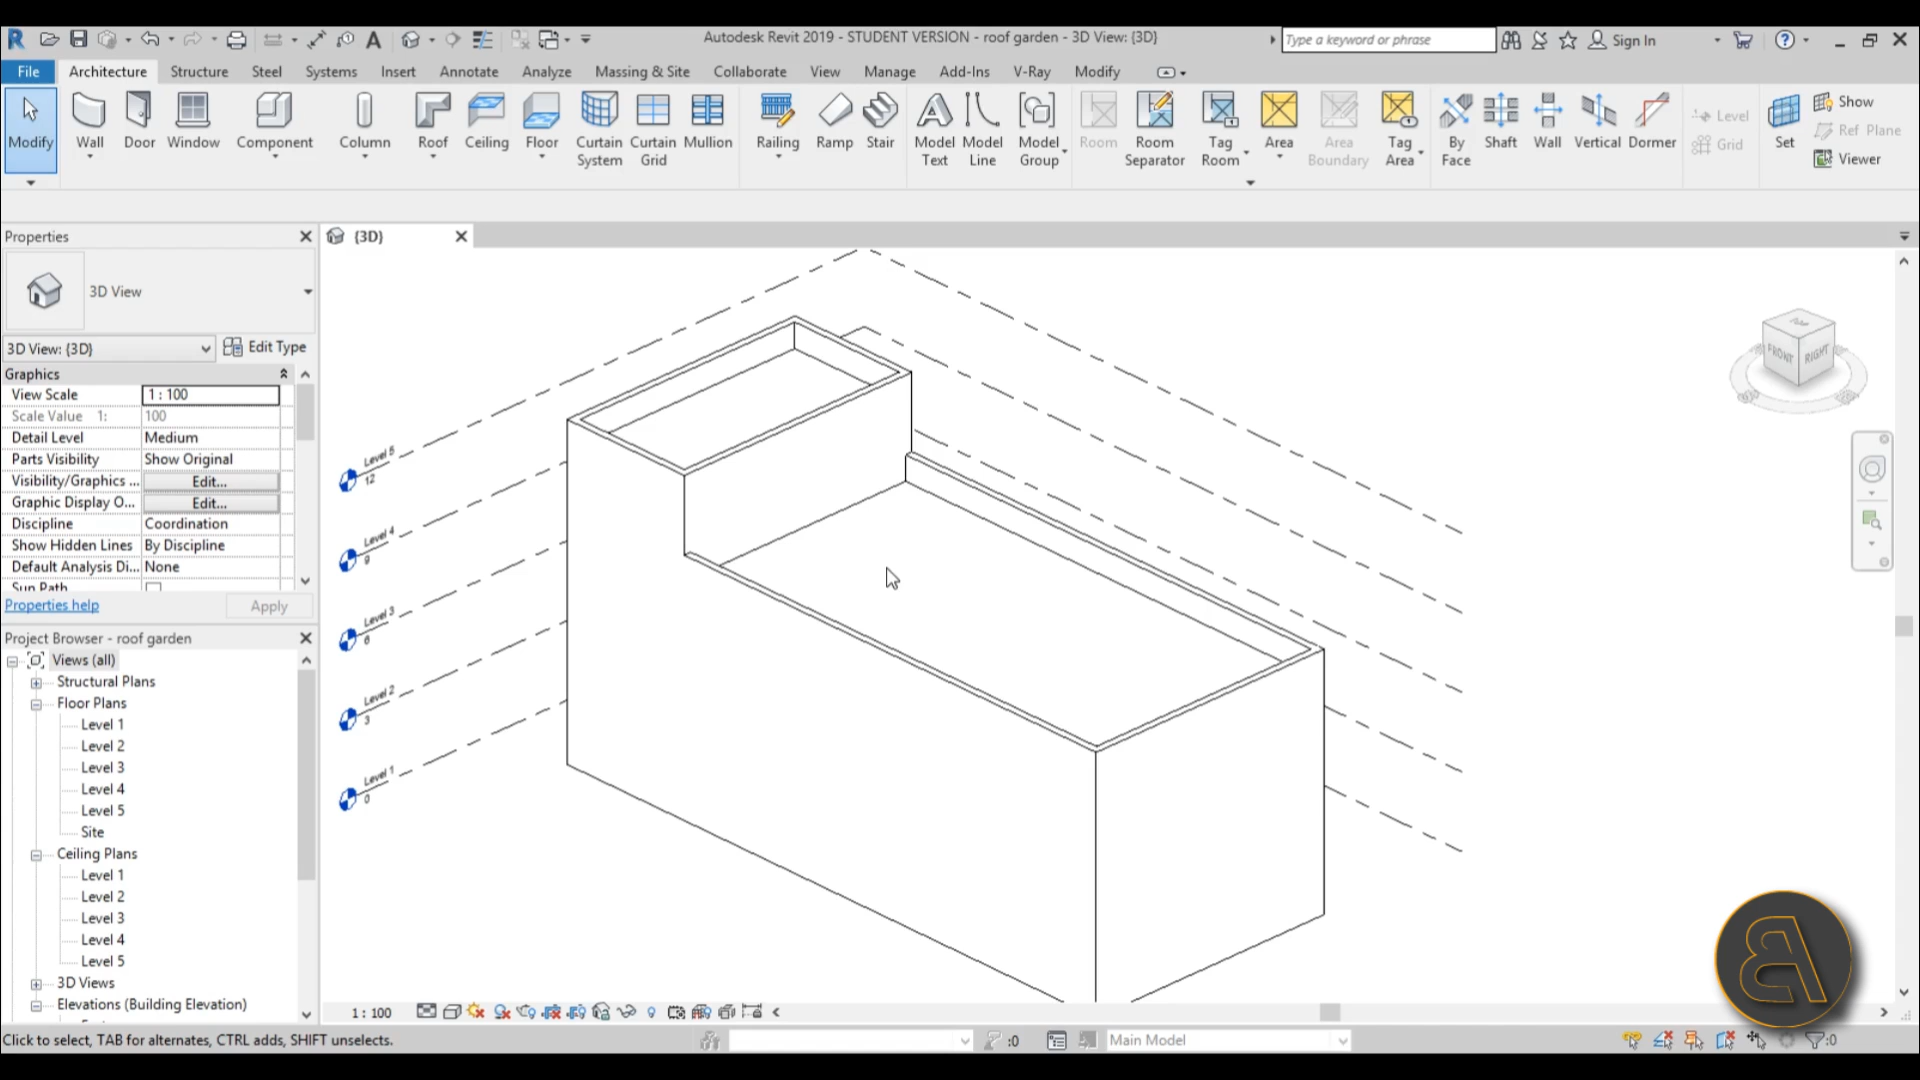 Autodesk Revit 2019 - STUDENT VERSION - roof garden - 3D View: {3D}
Type a keyword or phrase
Sign In
File Architecture Structure Steel Systems Insert Annotate Analyze Massing & Site Collaborate View Manage Add-Ins V-Ray Modify
Modify
Wall
Door
Window
Component
Column
Roof
Ceiling
Floor
Curtain System
Curtain Grid
Mullion
Railing
Ramp
Stair
Model Text
Model Line
Model Group
Room
Room Separator
Tag Room
Area
Area Boundary
Tag Area
By Face
Shaft
Wall
Vertical
Dormer
Level
Grid
Set
Show
Ref Plane
Viewer
Properties
{3D}
3D View
3D View: {3D}
Edit Type
Graphics
View Scale 1 : 100
Scale Value 1: 100
Detail Level Medium
Parts Visibility Show Original
Visibility/Graphics ... Edit...
Graphic Display O... Edit...
Discipline Coordination
Show Hidden Lines By Discipline
Default Analysis Di... None
Sun Path
Properties help
Apply
Project Browser - roof garden
Views (all)
Structural Plans
Floor Plans
Level 1
Level 2
Level 3
Level 4
Level 5
Site
Ceiling Plans
Level 1
Level 2
Level 3
Level 4
Level 5
3D Views
Elevations (Building Elevation)
Level 5
12
Level 4
9
Level 3
6
Level 2
3
Level 1
0
TOP
FRONT
RIGHT
1 : 100
Click to select, TAB for alternates, CTRL adds, SHIFT unselects.
:0
Main Model
:0